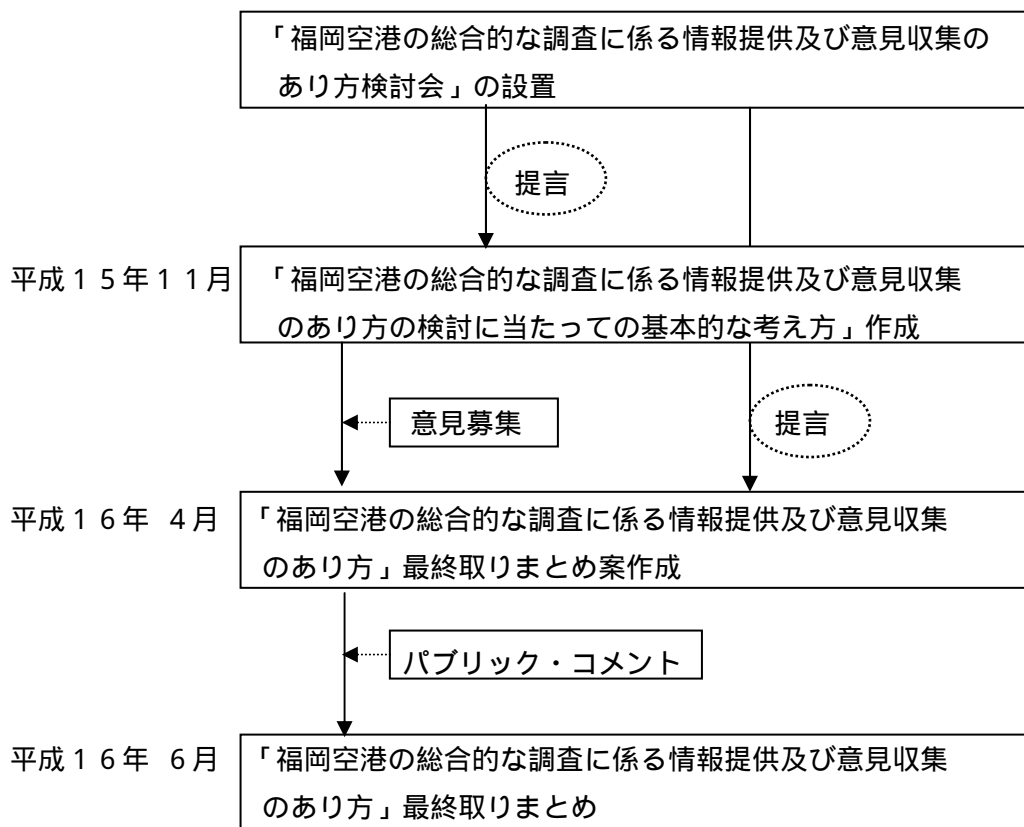 「福岡空港の総合的な調査に係る情報提供及び意見収集の
あり方検討会」の設置
提言
平成15年11月
「福岡空港の総合的な調査に係る情報提供及び意見収集
のあり方の検討に当たっての基本的な考え方」作成
意見募集
提言
平成16年 4月
「福岡空港の総合的な調査に係る情報提供及び意見収集
のあり方」最終取りまとめ案作成
パブリック・コメント
平成16年 6月
「福岡空港の総合的な調査に係る情報提供及び意見収集
のあり方」最終取りまとめ